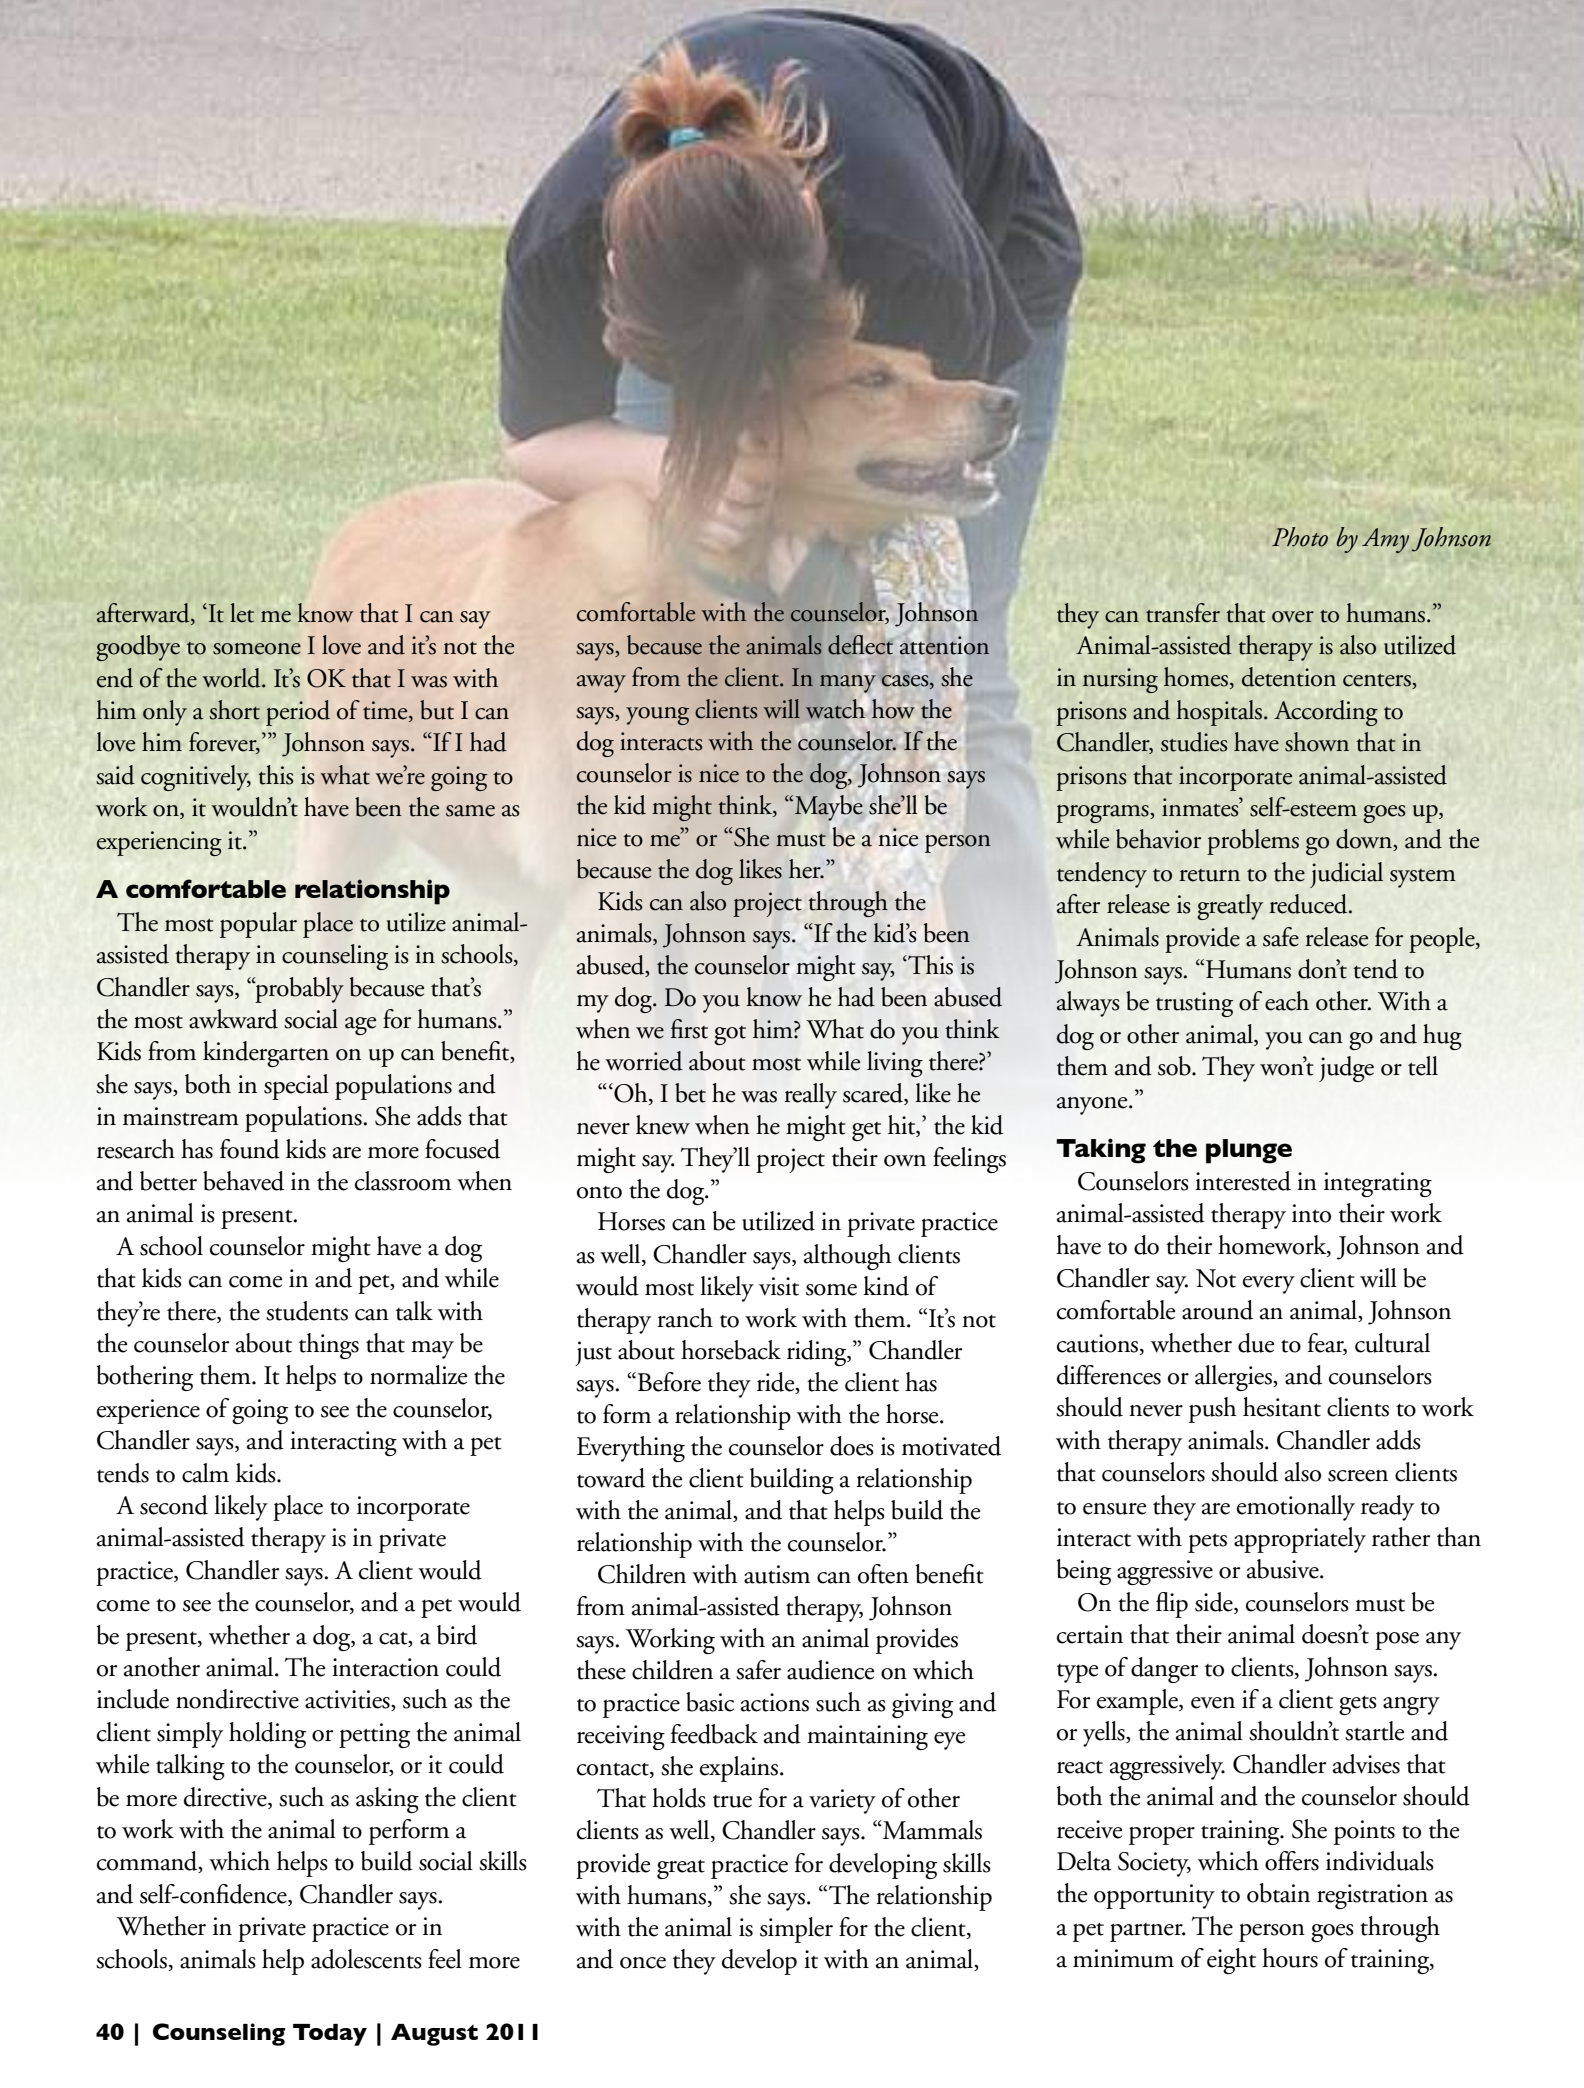 Photo by Amy Johnson
afterward, ‘It let me know that I can say
goodbye to someone I love and it’s not the
end of the world. It’s OK that I was with
him only a short period of time, but I can
love him forever,’” Johnson says. “If I had
said cognitively, this is what we’re going to
work on, it wouldn’t have been the same as
experiencing it.”
A comfortable relationship
The most popular place to utilize animal-
assisted therapy in counseling is in schools,
Chandler says, “probably because that’s
the most awkward social age for humans.”
Kids from kindergarten on up can benefit,
she says, both in special populations and
in mainstream populations. She adds that
research has found kids are more focused
and better behaved in the classroom when
an animal is present.
A school counselor might have a dog
that kids can come in and pet, and while
they’re there, the students can talk with
the counselor about things that may be
bothering them. It helps to normalize the
experience of going to see the counselor,
Chandler says, and interacting with a pet
tends to calm kids.
A second likely place to incorporate
animal-assisted therapy is in private
practice, Chandler says. A client would
come to see the counselor, and a pet would
be present, whether a dog, a cat, a bird
or another animal. The interaction could
include nondirective activities, such as the
client simply holding or petting the animal
while talking to the counselor, or it could
be more directive, such as asking the client
to work with the animal to perform a
command, which helps to build social skills
and self-confidence, Chandler says.
Whether in private practice or in
schools, animals help adolescents feel more
comfortable with the counselor, Johnson
says, because the animals deflect attention
away from the client. In many cases, she
says, young clients will watch how the
dog interacts with the counselor. If the
counselor is nice to the dog, Johnson says
the kid might think, “Maybe she’ll be
nice to me” or “She must be a nice person
because the dog likes her.”
Kids can also project through the
animals, Johnson says. “If the kid’s been
abused, the counselor might say, ‘This is
my dog. Do you know he had been abused
when we first got him? What do you think
he worried about most while living there?’
“‘Oh, I bet he was really scared, like he
never knew when he might get hit,’ the kid
might say. They’ll project their own feelings
onto the dog.”
Horses can be utilized in private practice
as well, Chandler says, although clients
would most likely visit some kind of
therapy ranch to work with them. “It’s not
just about horseback riding,” Chandler
says. “Before they ride, the client has
to form a relationship with the horse.
Everything the counselor does is motivated
toward the client building a relationship
with the animal, and that helps build the
relationship with the counselor.”
Children with autism can often benefit
from animal-assisted therapy, Johnson
says. Working with an animal provides
these children a safer audience on which
to practice basic actions such as giving and
receiving feedback and maintaining eye
contact, she explains.
That holds true for a variety of other
clients as well, Chandler says. “Mammals
provide great practice for developing skills
with humans,” she says. “The relationship
with the animal is simpler for the client,
and once they develop it with an animal,
they can transfer that over to humans.”
Animal-assisted therapy is also utilized
in nursing homes, detention centers,
prisons and hospitals. According to
Chandler, studies have shown that in
prisons that incorporate animal-assisted
programs, inmates’ self-esteem goes up,
while behavior problems go down, and the
tendency to return to the judicial system
after release is greatly reduced.
Animals provide a safe release for people,
Johnson says. “Humans don’t tend to
always be trusting of each other. With a
dog or other animal, you can go and hug
them and sob. They won’t judge or tell
anyone.”
Taking the plunge
Counselors interested in integrating
animal-assisted therapy into their work
have to do their homework, Johnson and
Chandler say. Not every client will be
comfortable around an animal, Johnson
cautions, whether due to fear, cultural
differences or allergies, and counselors
should never push hesitant clients to work
with therapy animals. Chandler adds
that counselors should also screen clients
to ensure they are emotionally ready to
interact with pets appropriately rather than
being aggressive or abusive.
On the flip side, counselors must be
certain that their animal doesn’t pose any
type of danger to clients, Johnson says.
For example, even if a client gets angry
or yells, the animal shouldn’t startle and
react aggressively. Chandler advises that
both the animal and the counselor should
receive proper training. She points to the
Delta Society, which offers individuals
the opportunity to obtain registration as
a pet partner. The person goes through
a minimum of eight hours of training,
40 | Counseling Today | August 2011